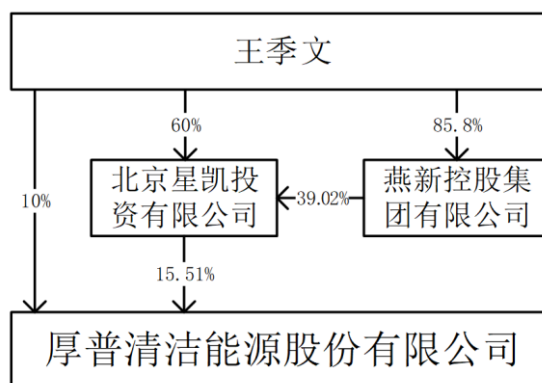 王季文
60%
85.8%
北京星凯投
资有限公司
燕新控股集
团有限公司
39.02%
10%
15.51%
厚普清洁能源股份有限公司